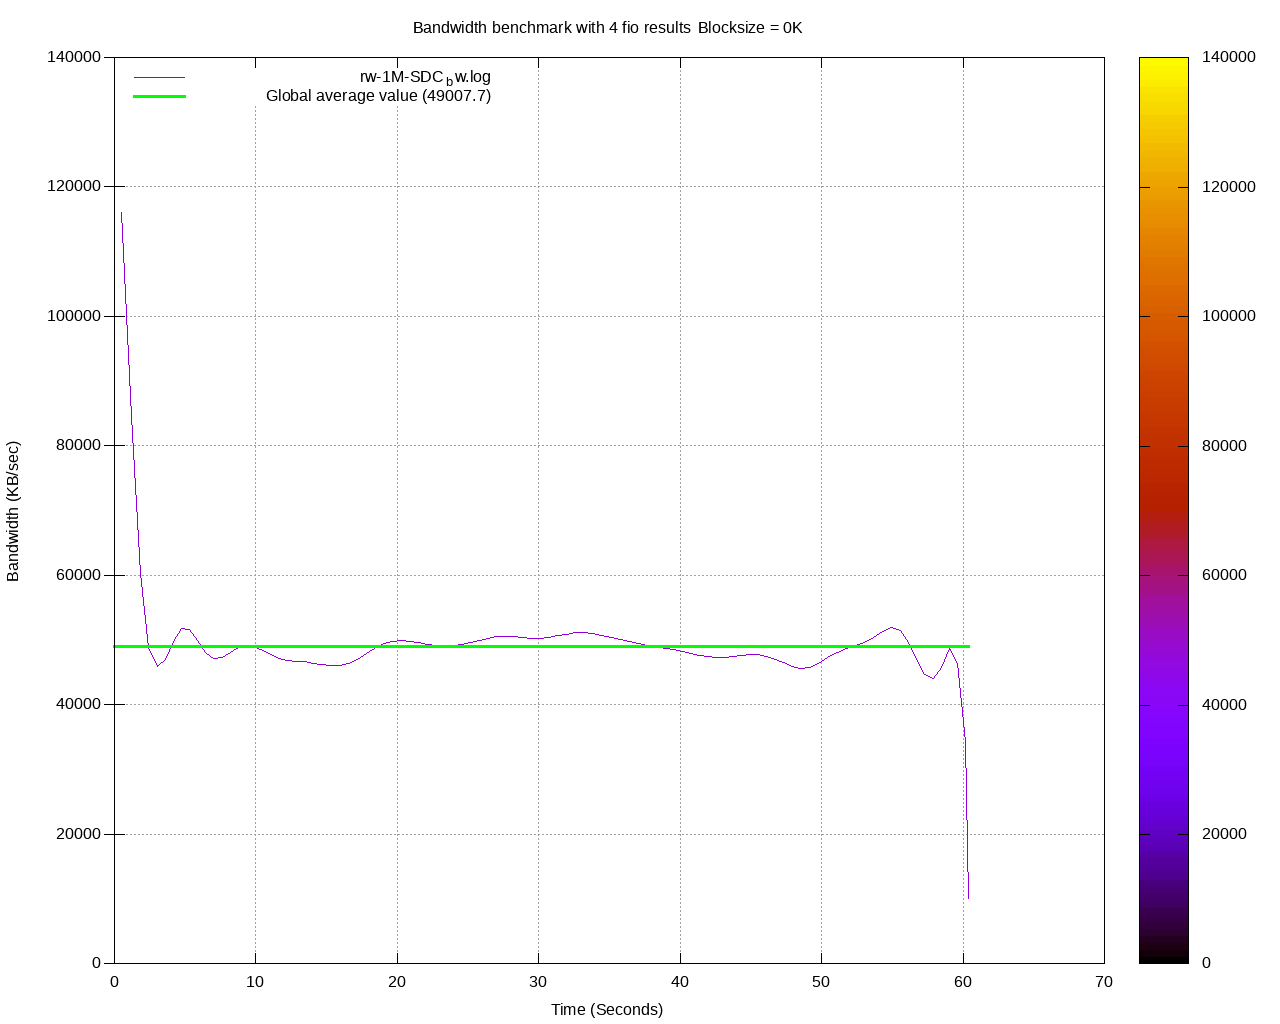 Bandwidth benchmark with 4 fio results Blocksize = 0K
rw-1M-SDCbw.log
Global average value (49007.7)
Bandwidth (KB/sec)
140000
120000
100000
80000
60000
40000
20000
0
0 10 20 30 40 50 60 70
Time (Seconds)
140000
120000
100000
80000
60000
40000
20000
0